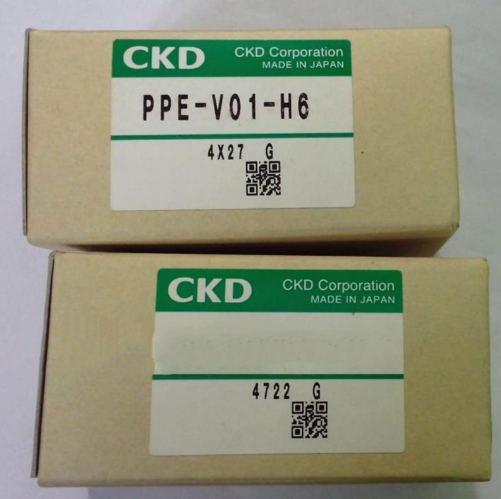 CKD
CKD Corporation
MADE IN JAPAN
PPE-V01-H6
4X27 G
CKD
CKD Corporation
MADE IN JAPAN
4722 G